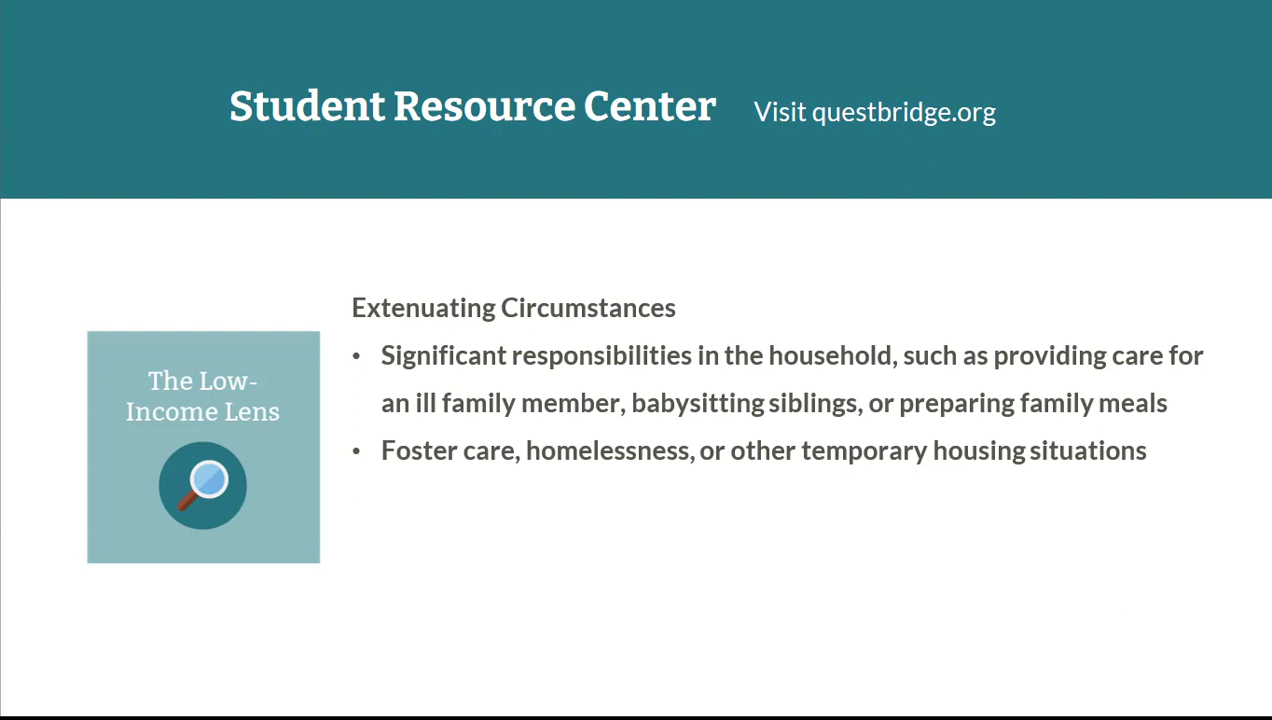 Student Resource Center Visit questbridge.org
The Low-
Income Lens
Extenuating Circumstances
• Significant responsibilities in the household, such as providing care for
an ill family member, babysitting siblings, or preparing family meals
• Foster care, homelessness, or other temporary housing situations